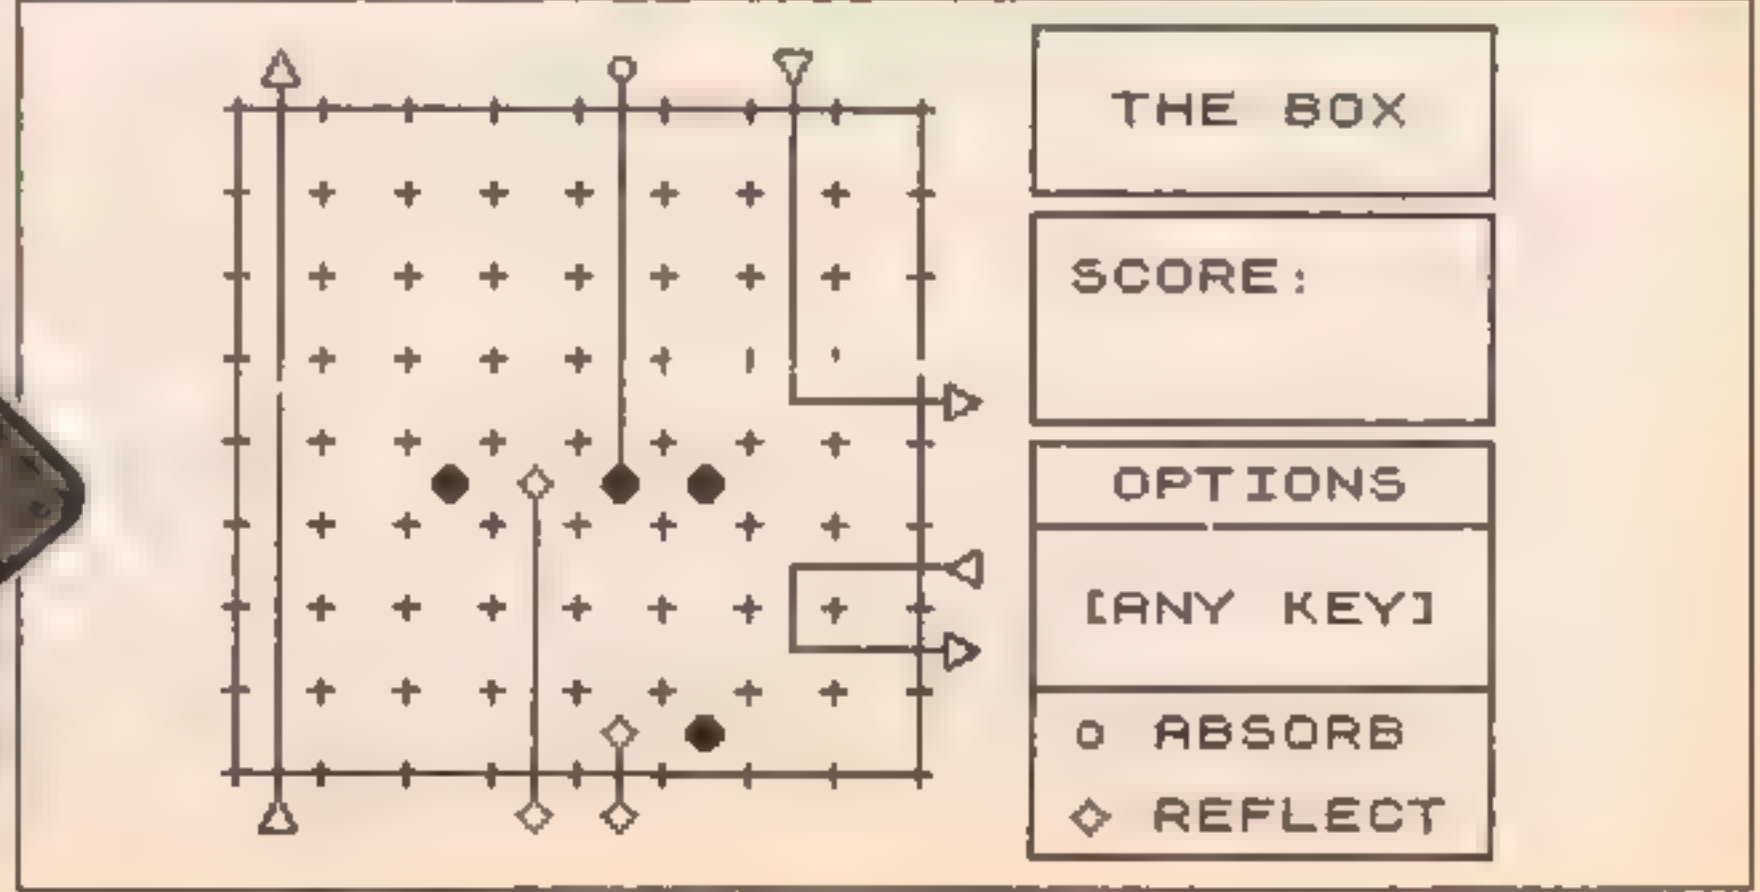 THE BOX
SCORE:
OPTIONS
[ANY KEY]
ABSORB
REFLECT